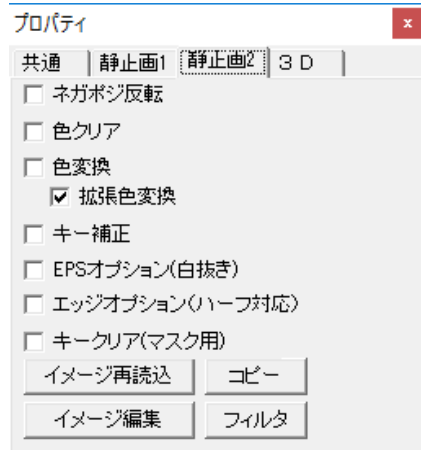 プロパティ x
共通 静止画1 静止画2 3D
ネガポジ反転
色クリア
色変換
拡張色変換
キー補正
EPSオプション(白抜き)
エッジオプション(ハーフ対応)
キークリア(マスク用)
イメージ再読込 コピー
イメージ編集 フィルタ